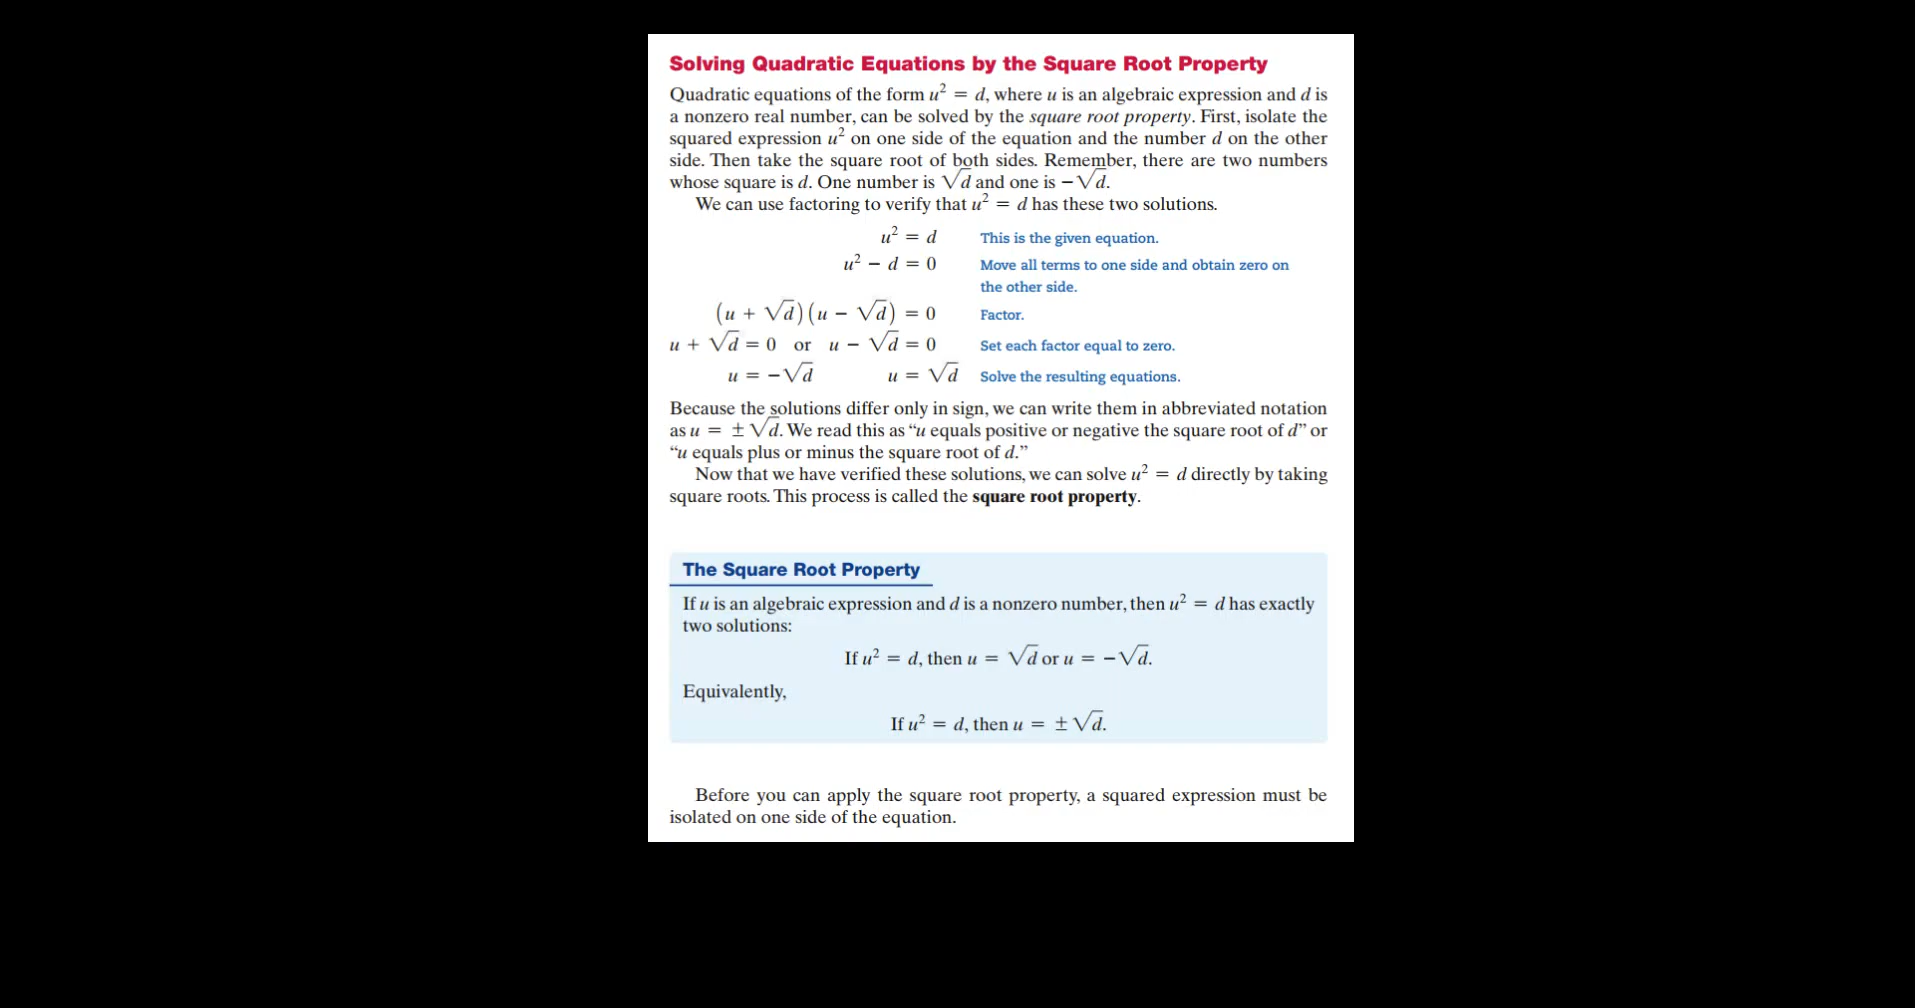 Solving Quadratic Equations by the Square Root Property
Quadratic equations of the form u² = d, where u is an algebraic expression and d is
a nonzero real number, can be solved by the square root property. First, isolate the
squared expression u² on one side of the equation and the number d on the other
side. Then take the square root of both sides. Remember, there are two numbers
whose square is d. One number is √d and one is −√d.
We can use factoring to verify that u² = d has these two solutions.
u² = d This is the given equation.
u² − d = 0 Move all terms to one side and obtain zero on
the other side.
(u + √d)(u − √d) = 0 Factor.
u + √d = 0 or u − √d = 0 Set each factor equal to zero.
u = −√d u = √d Solve the resulting equations.
Because the solutions differ only in sign, we can write them in abbreviated notation
as u = ±√d. We read this as “u equals positive or negative the square root of d” or
“u equals plus or minus the square root of d.”
Now that we have verified these solutions, we can solve u² = d directly by taking
square roots. This process is called the square root property.
The Square Root Property
If u is an algebraic expression and d is a nonzero number, then u² = d has exactly
two solutions:
If u² = d, then u = √d or u = −√d.
Equivalently,
If u² = d, then u = ±√d.
Before you can apply the square root property, a squared expression must be
isolated on one side of the equation.